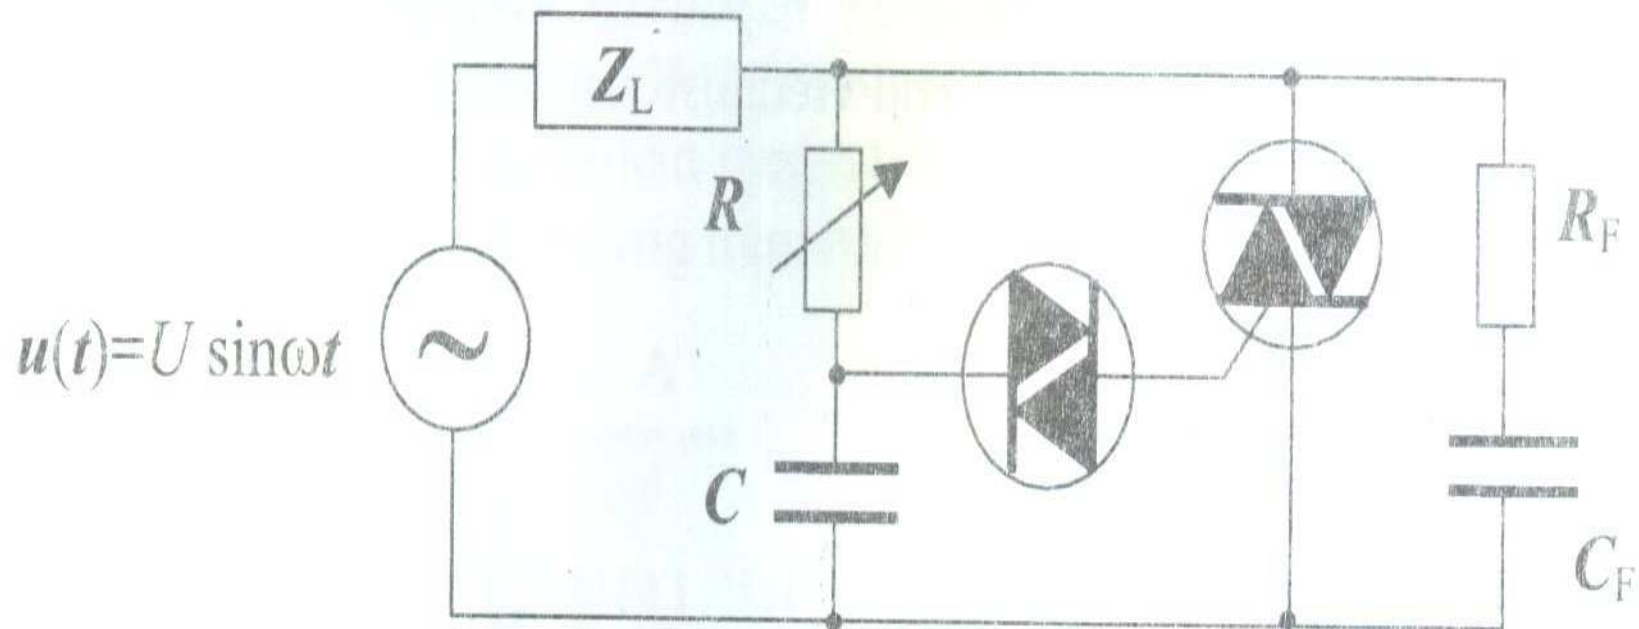 Z_L
R
R_F
u(t)=U sinωt
~
C
C_F